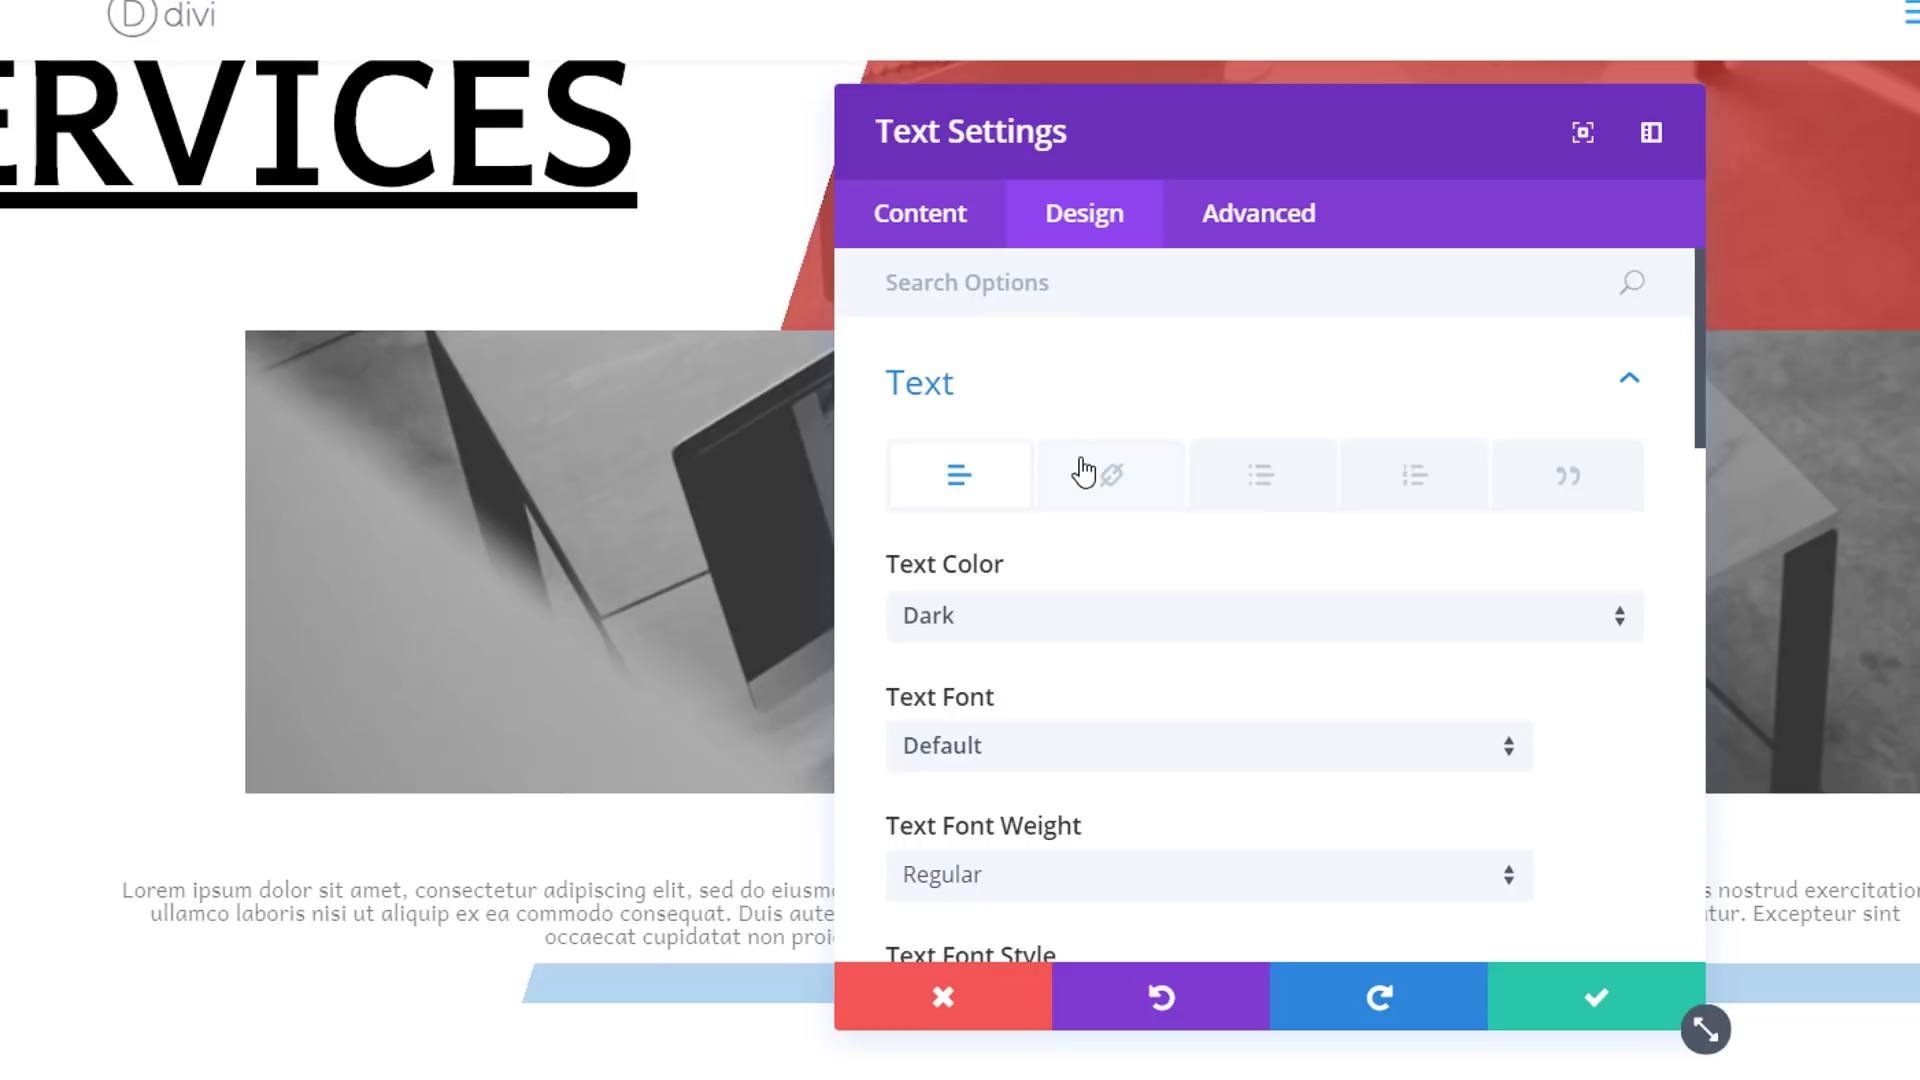 divi
ERVICES
Text Settings
Content Design Advanced
Search Options
Text
Text Color
Dark
Text Font
Default
Text Font Weight
Regular
Text Font Style
Lorem ipsum dolor sit amet, consectetur adipiscing elit, sed do eiusm s nostrud exercitation
ullamco laboris nisi ut aliquip ex ea commodo consequat. Duis aute tur. Excepteur sint
occaecat cupidatat non proi